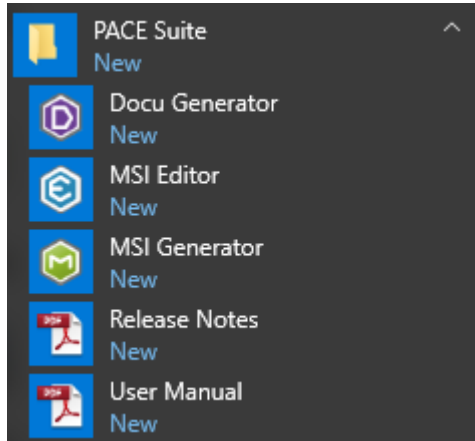 PACE Suite
New
Docu Generator
New
MSI Editor
New
MSI Generator
New
Release Notes
New
User Manual
New